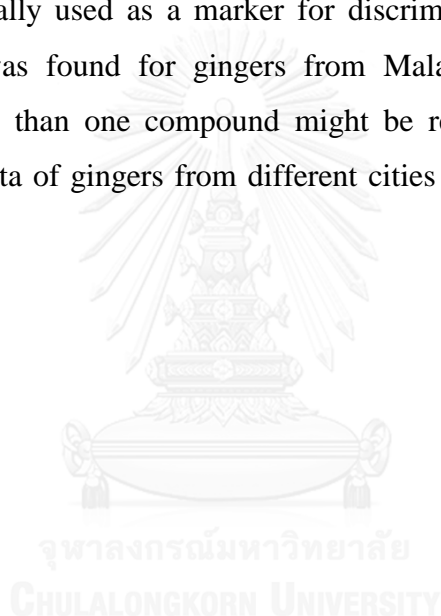 ally used as a marker for discrim
was found for gingers from Mala
than one compound might be re
ta of gingers from different cities
จุฬาลงกรณ์มหาวิทยาลัย
CHULALONGKORN UNIVERSITY